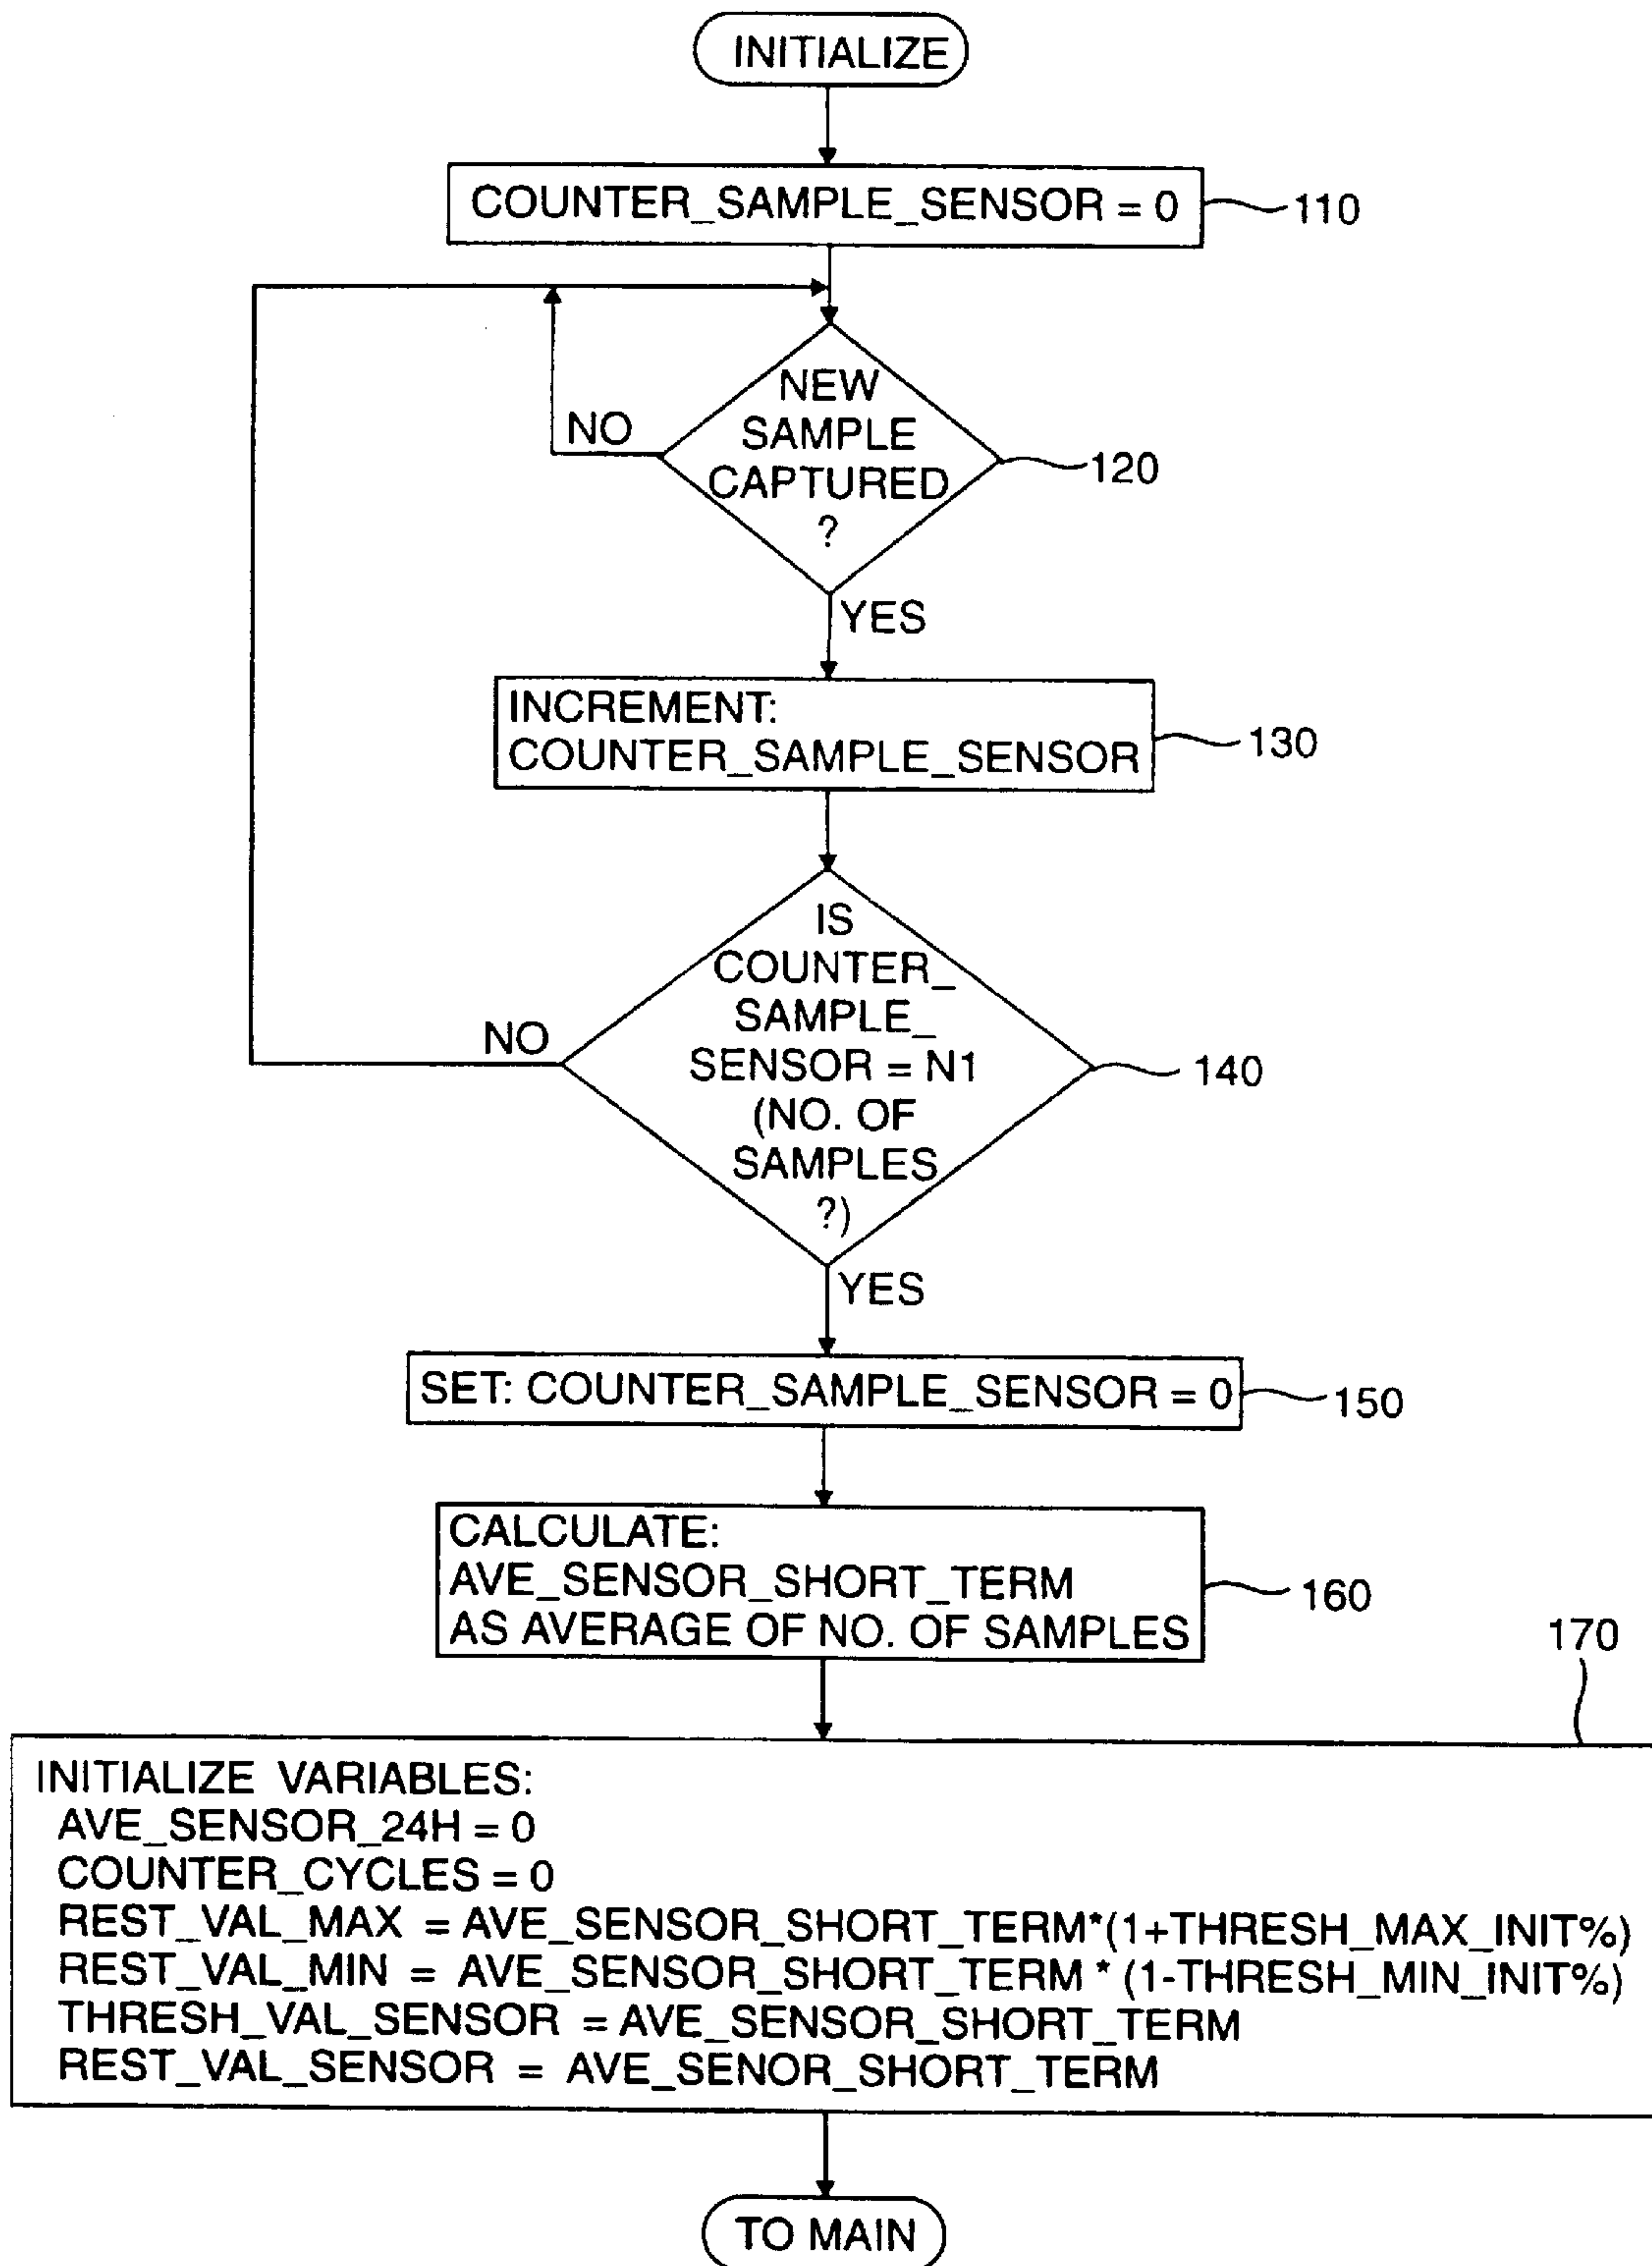 INITIALIZE
COUNTER_SAMPLE_SENSOR = 0
110
NEW
SAMPLE
CAPTURED
?
NO
120
YES
INCREMENT:
COUNTER_SAMPLE_SENSOR
130
IS
COUNTER_
SAMPLE_
SENSOR = N1
(NO. OF
SAMPLES
?)
NO
140
YES
SET: COUNTER_SAMPLE_SENSOR = 0
150
CALCULATE:
AVE_SENSOR_SHORT_TERM
AS AVERAGE OF NO. OF SAMPLES
160
170
INITIALIZE VARIABLES:
AVE_SENSOR_24H = 0
COUNTER_CYCLES = 0
REST_VAL_MAX = AVE_SENSOR_SHORT_TERM*(1+THRESH_MAX_INIT%)
REST_VAL_MIN = AVE_SENSOR_SHORT_TERM * (1-THRESH_MIN_INIT%)
THRESH_VAL_SENSOR = AVE_SENSOR_SHORT_TERM
REST_VAL_SENSOR = AVE_SENOR_SHORT_TERM
TO MAIN